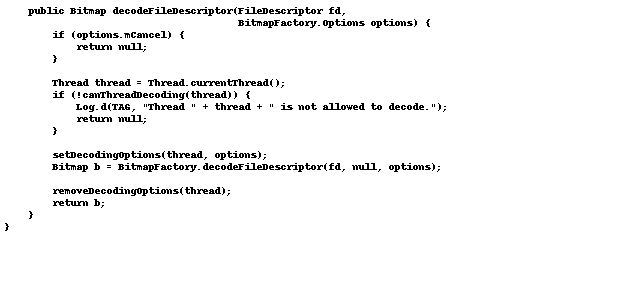 public Bitmap decodeFileDescriptor(FileDescriptor fd,
BitmapFactory.Options options) {
if (options.mCancel) {
return null;
}
Thread thread = Thread.currentThread();
if (!canThreadDecoding(thread)) {
Log.d(TAG, "Thread " + thread + " is not allowed to decode.");
return null;
}
setDecodingOptions(thread, options);
Bitmap b = BitmapFactory.decodeFileDescriptor(fd, null, options);
removeDecodingOptions(thread);
return b;
}
}